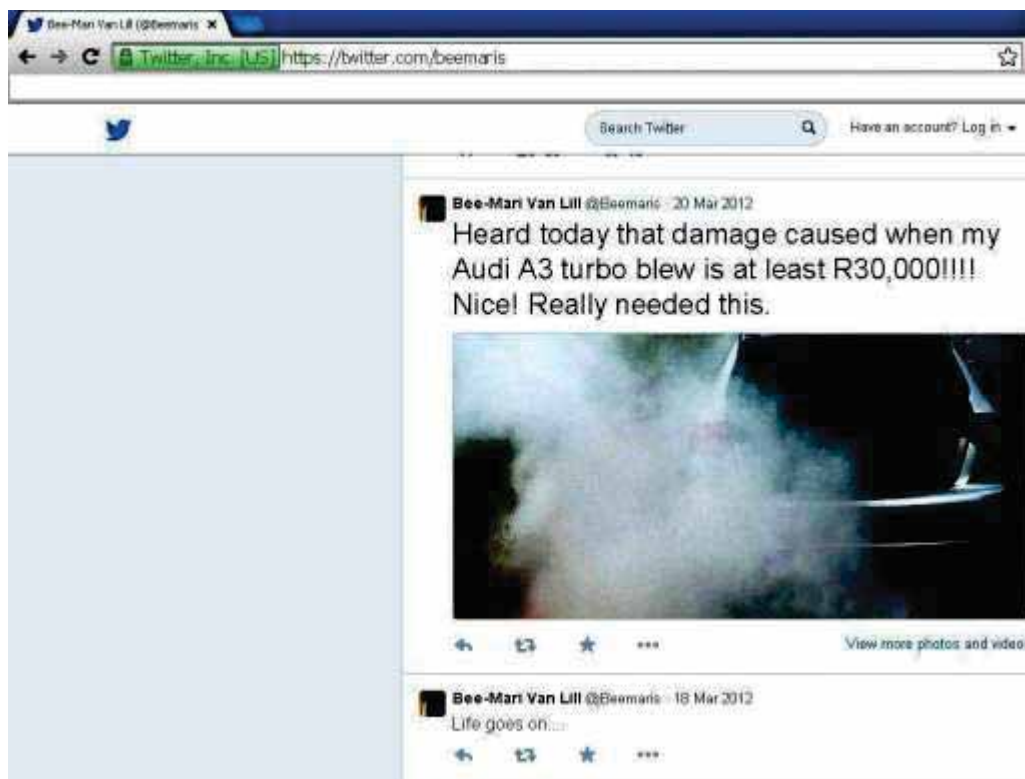 Bee-Mari Van Lill (@Beemaris
Twitter, Inc. [US] https://twitter.com/beemaris
Search Twitter
Have an account? Log in
Bee-Mari Van Lill @Beemaris · 20 Mar 2012
Heard today that damage caused when my
Audi A3 turbo blew is at least R30,000!!!!
Nice! Really needed this.
View more photos and video
Bee-Mari Van Lill @Beemaris · 18 Mar 2012
Life goes on....